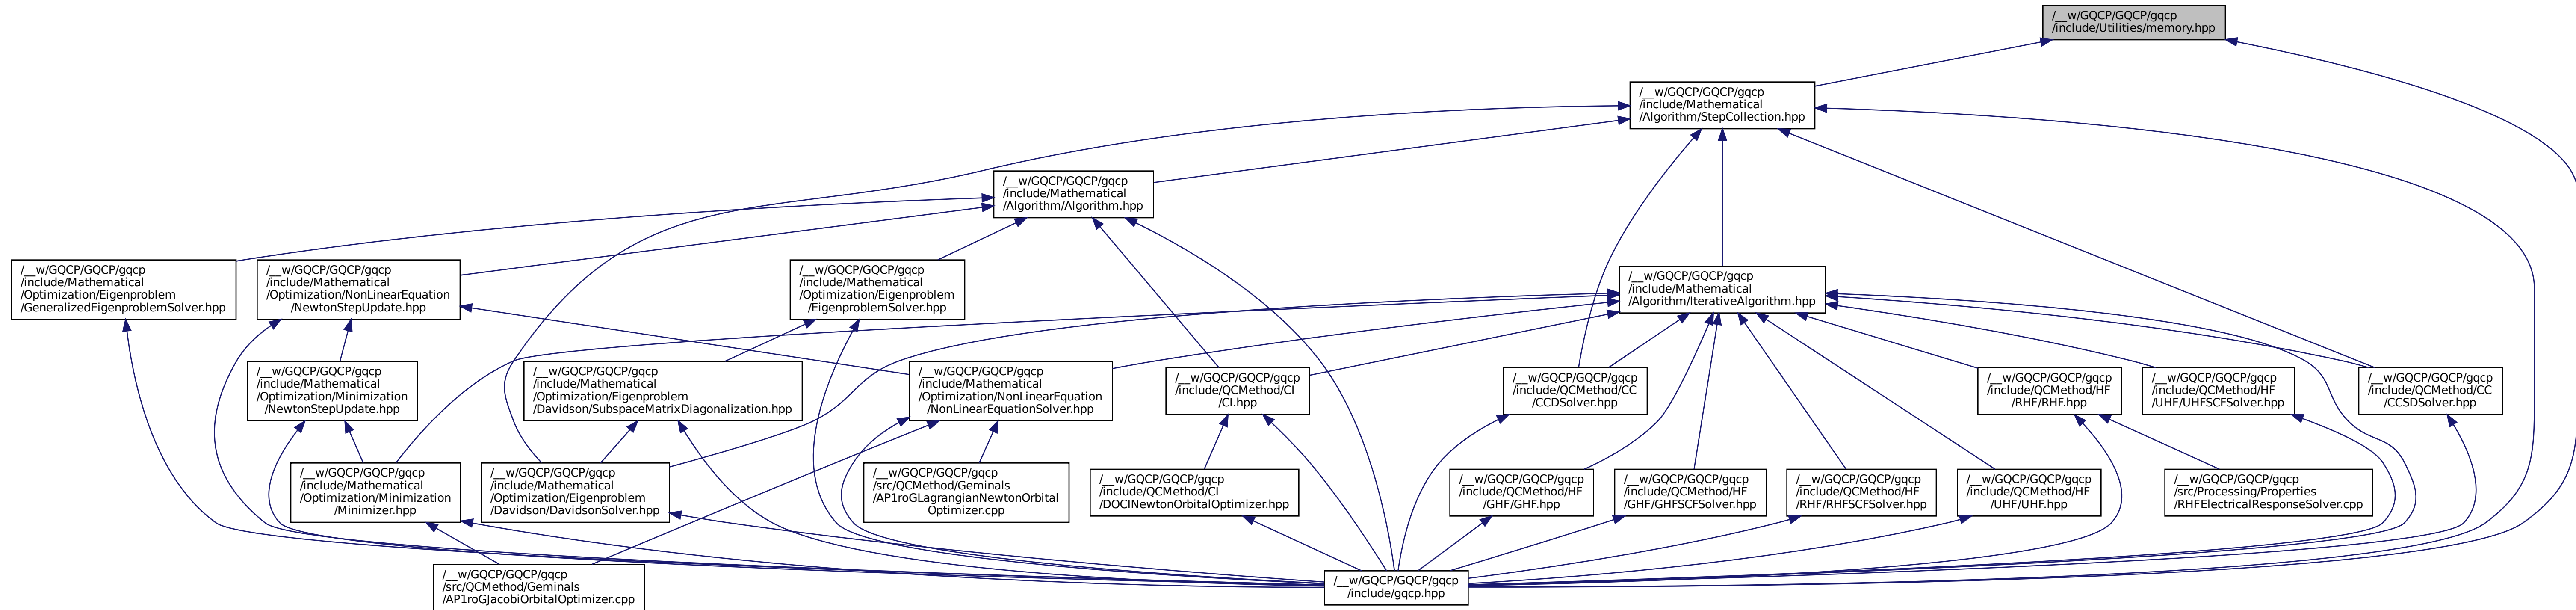 /__w/GQCP/GQCP/gqcp
/include/Utilities/memory.hpp
/__w/GQCP/GQCP/gqcp
/include/Mathematical
/Algorithm/StepCollection.hpp
/__w/GQCP/GQCP/gqcp
/include/Mathematical
/Algorithm/Algorithm.hpp
/__w/GQCP/GQCP/gqcp
/include/Mathematical
/Optimization/Eigenproblem
/GeneralizedEigenproblemSolver.hpp
/__w/GQCP/GQCP/gqcp
/include/Mathematical
/Optimization/NonLinearEquation
/NewtonStepUpdate.hpp
/__w/GQCP/GQCP/gqcp
/include/Mathematical
/Optimization/Eigenproblem
/EigenproblemSolver.hpp
/__w/GQCP/GQCP/gqcp
/include/Mathematical
/Algorithm/IterativeAlgorithm.hpp
/__w/GQCP/GQCP/gqcp
/include/Mathematical
/Optimization/Minimization
/NewtonStepUpdate.hpp
/__w/GQCP/GQCP/gqcp
/include/Mathematical
/Optimization/Eigenproblem
/Davidson/SubspaceMatrixDiagonalization.hpp
/__w/GQCP/GQCP/gqcp
/include/Mathematical
/Optimization/NonLinearEquation
/NonLinearEquationSolver.hpp
/__w/GQCP/GQCP/gqcp
/include/QCMethod/CI
/CI.hpp
/__w/GQCP/GQCP/gqcp
/include/QCMethod/CC
/CCDSolver.hpp
/__w/GQCP/GQCP/gqcp
/include/QCMethod/HF
/RHF/RHF.hpp
/__w/GQCP/GQCP/gqcp
/include/QCMethod/HF
/UHF/UHFSCFSolver.hpp
/__w/GQCP/GQCP/gqcp
/include/QCMethod/CC
/CCSDSolver.hpp
/__w/GQCP/GQCP/gqcp
/include/Mathematical
/Optimization/Minimization
/Minimizer.hpp
/__w/GQCP/GQCP/gqcp
/include/Mathematical
/Optimization/Eigenproblem
/Davidson/DavidsonSolver.hpp
/__w/GQCP/GQCP/gqcp
/src/QCMethod/Geminals
/AP1roGLagrangianNewtonOrbital
Optimizer.cpp
/__w/GQCP/GQCP/gqcp
/include/QCMethod/CI
/DOCINewtonOrbitalOptimizer.hpp
/__w/GQCP/GQCP/gqcp
/include/QCMethod/HF
/GHF/GHF.hpp
/__w/GQCP/GQCP/gqcp
/include/QCMethod/HF
/GHF/GHFSCFSolver.hpp
/__w/GQCP/GQCP/gqcp
/include/QCMethod/HF
/RHF/RHFSCFSolver.hpp
/__w/GQCP/GQCP/gqcp
/include/QCMethod/HF
/UHF/UHF.hpp
/__w/GQCP/GQCP/gqcp
/src/Processing/Properties
/RHFElectricalResponseSolver.cpp
/__w/GQCP/GQCP/gqcp
/src/QCMethod/Geminals
/AP1roGJacobiOrbitalOptimizer.cpp
/__w/GQCP/GQCP/gqcp
/include/gqcp.hpp